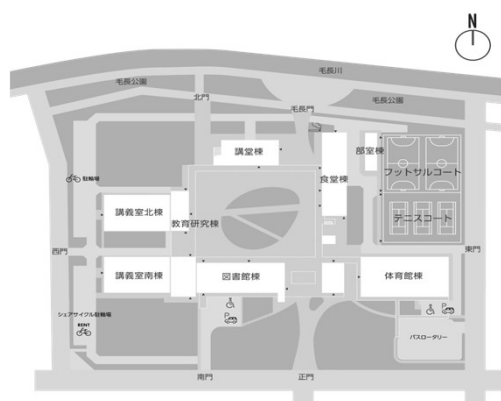 N
毛長川
毛長公園
北門
毛長門
毛長公園
講堂棟
食堂棟
部室棟
フットサルコート
駐輪場
講義室北棟
教育研究棟
テニスコート
西門
東門
講義室南棟
図書館棟
体育館棟
シェアサイクル駐輪場
RENT
P
P
バスロータリー
南門
正門